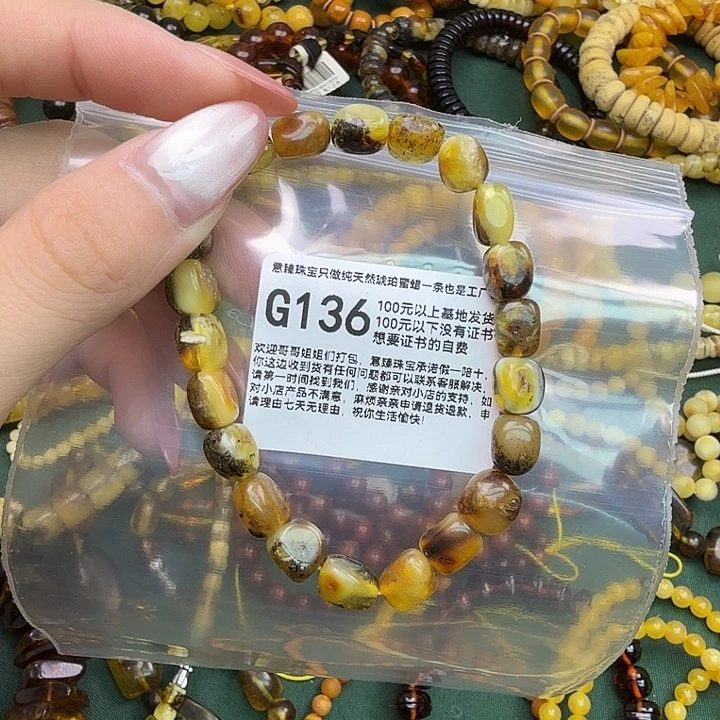 意臻珠宝只做纯天然琥珀蜜蜡一条也是工厂
G136
100元以上基地发货
100元以下没有证书
想要证书的自费
欢迎哥哥姐姐们打包，意臻珠宝承诺假一赔十，
你这边收到货有任何问题都可以联系客服解决，
请第一时间找到我们，感谢亲对小店的支持，如
对小店产品不满意，麻烦亲亲申请退货退款，申
请理由七天无理由，祝你生活愉快！